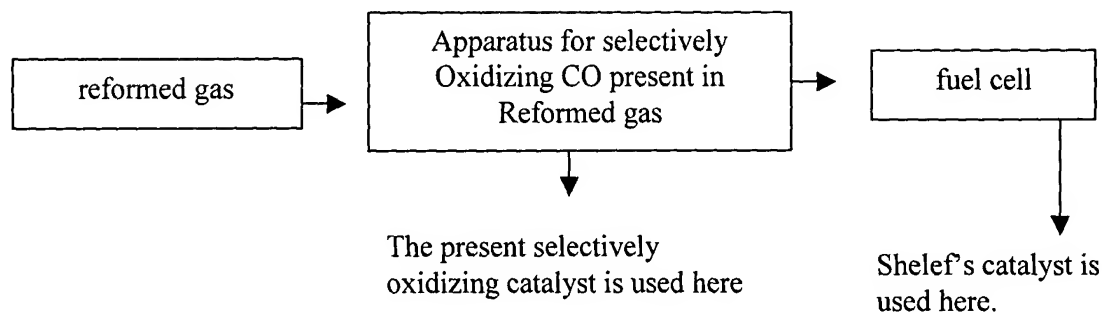 reformed gas
Apparatus for selectively
Oxidizing CO present in
Reformed gas
fuel cell
The present selectively
oxidizing catalyst is used here
Shelef's catalyst is
used here.